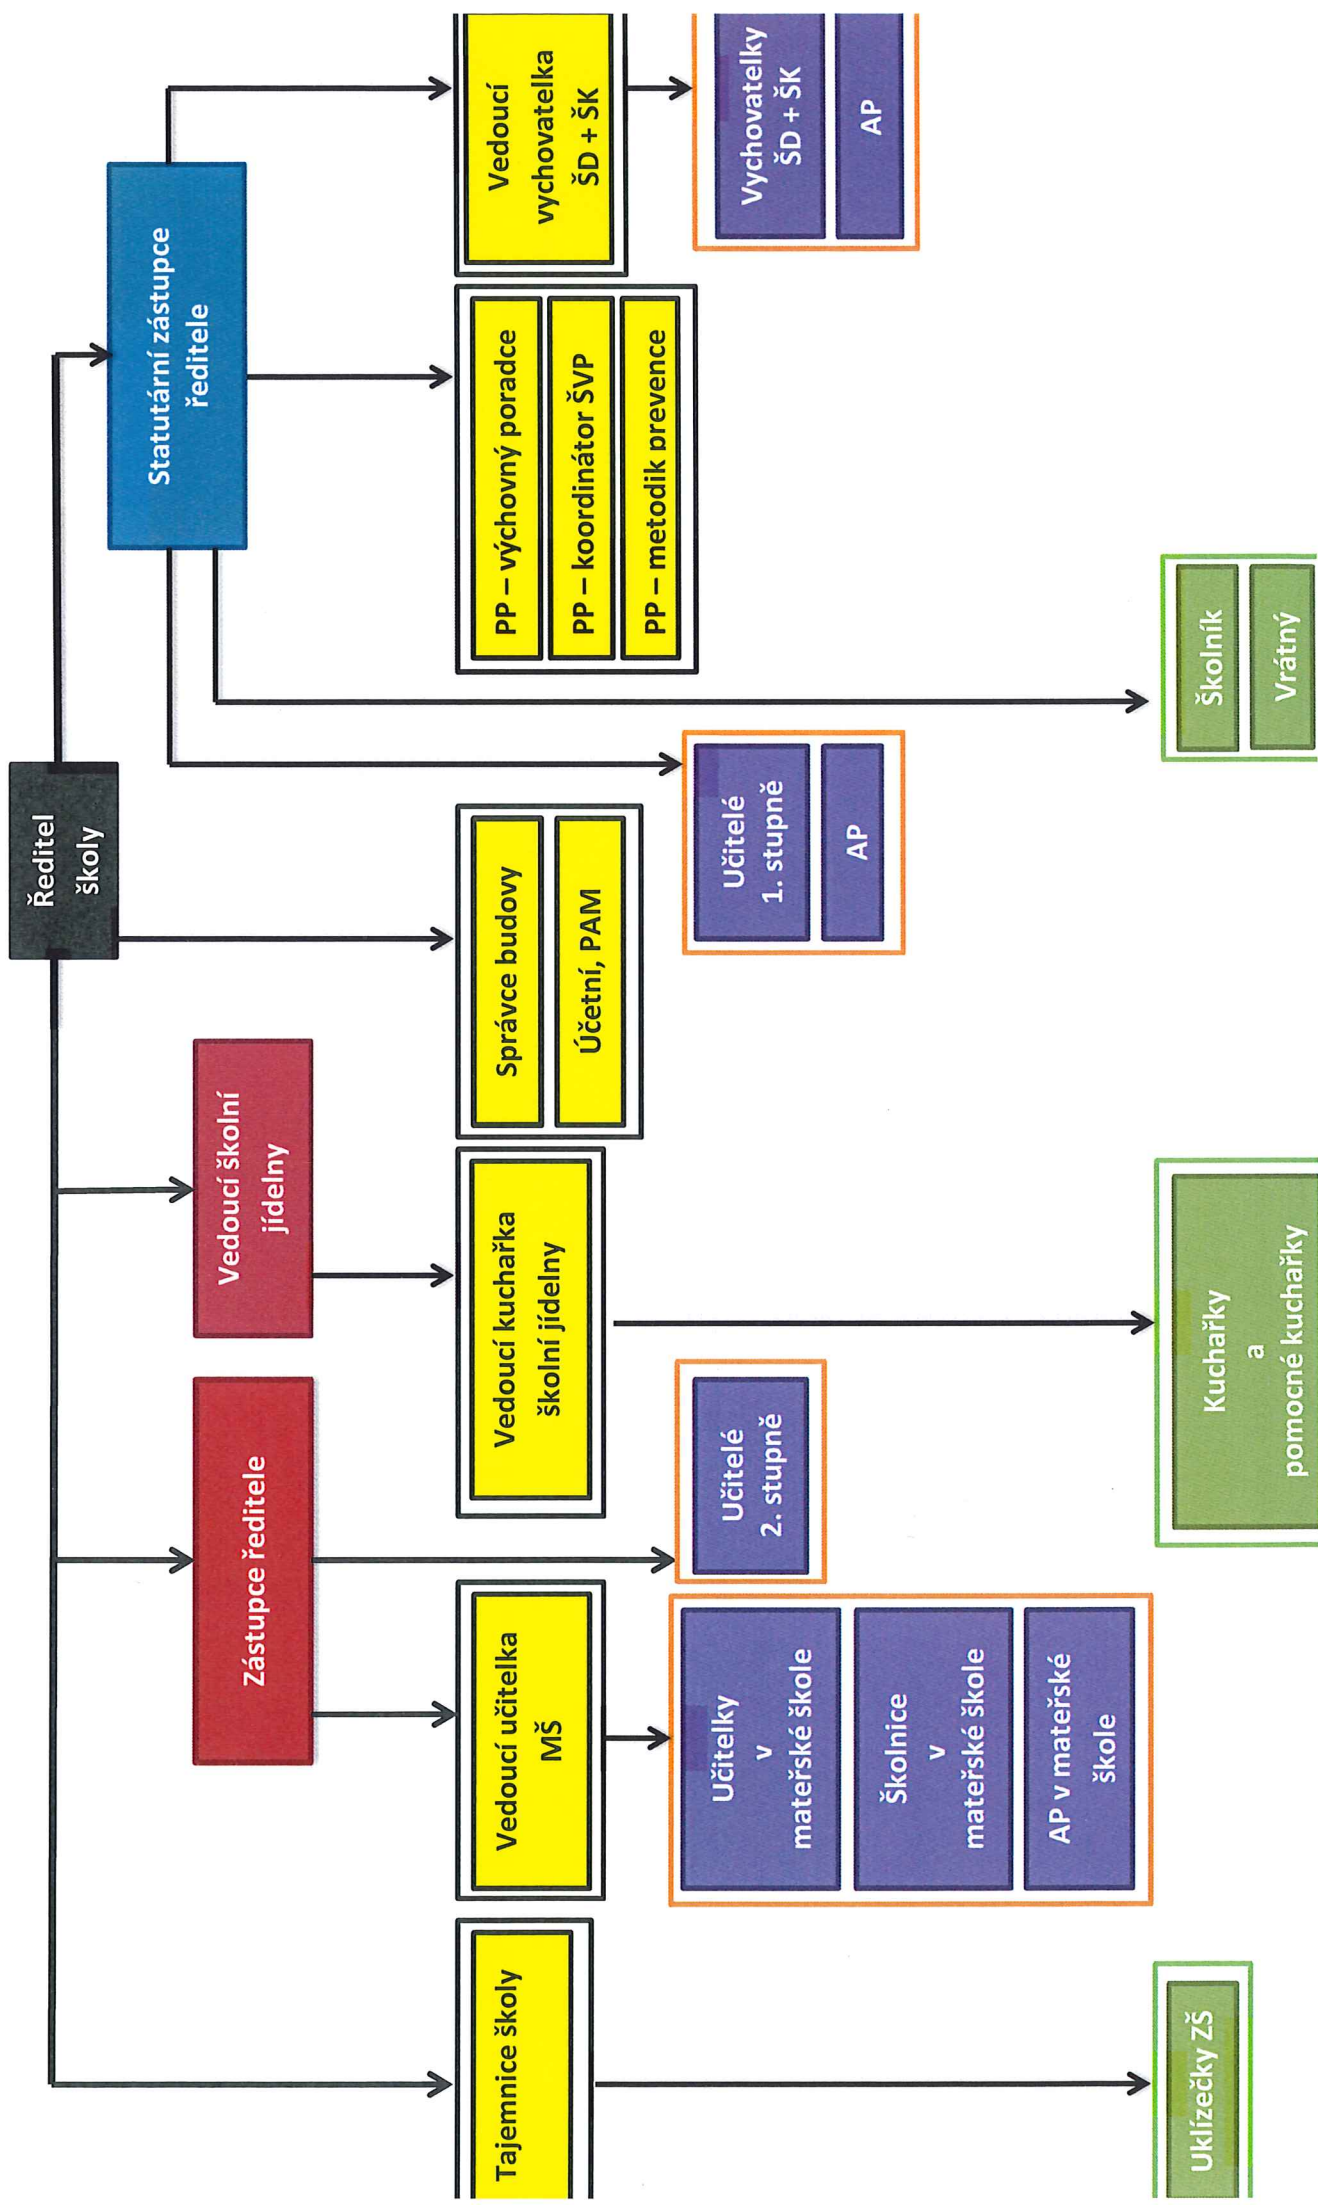 Ředitel
školy
Statutární zástupce
ředitele
Vedoucí školní
jídelny
Zástupce ředitele
Tajemnice školy
Vedoucí učitelka
MŠ
Vedoucí kuchařka
školní jídelny
Správce budovy
Účetní, PAM
PP – výchovný poradce
PP – koordinátor ŠVP
PP – metodik prevence
Vedoucí
vychovatelka
ŠD + ŠK
Učitelky
v
mateřské škole
Školnice
v
mateřské škole
AP v mateřské
škole
Učitelé
2. stupně
Učitelé
1. stupně
AP
Vychovatelky
ŠD + ŠK
AP
Uklízečky ZŠ
Kuchařky
a
pomocné kuchařky
Školník
Vrátný